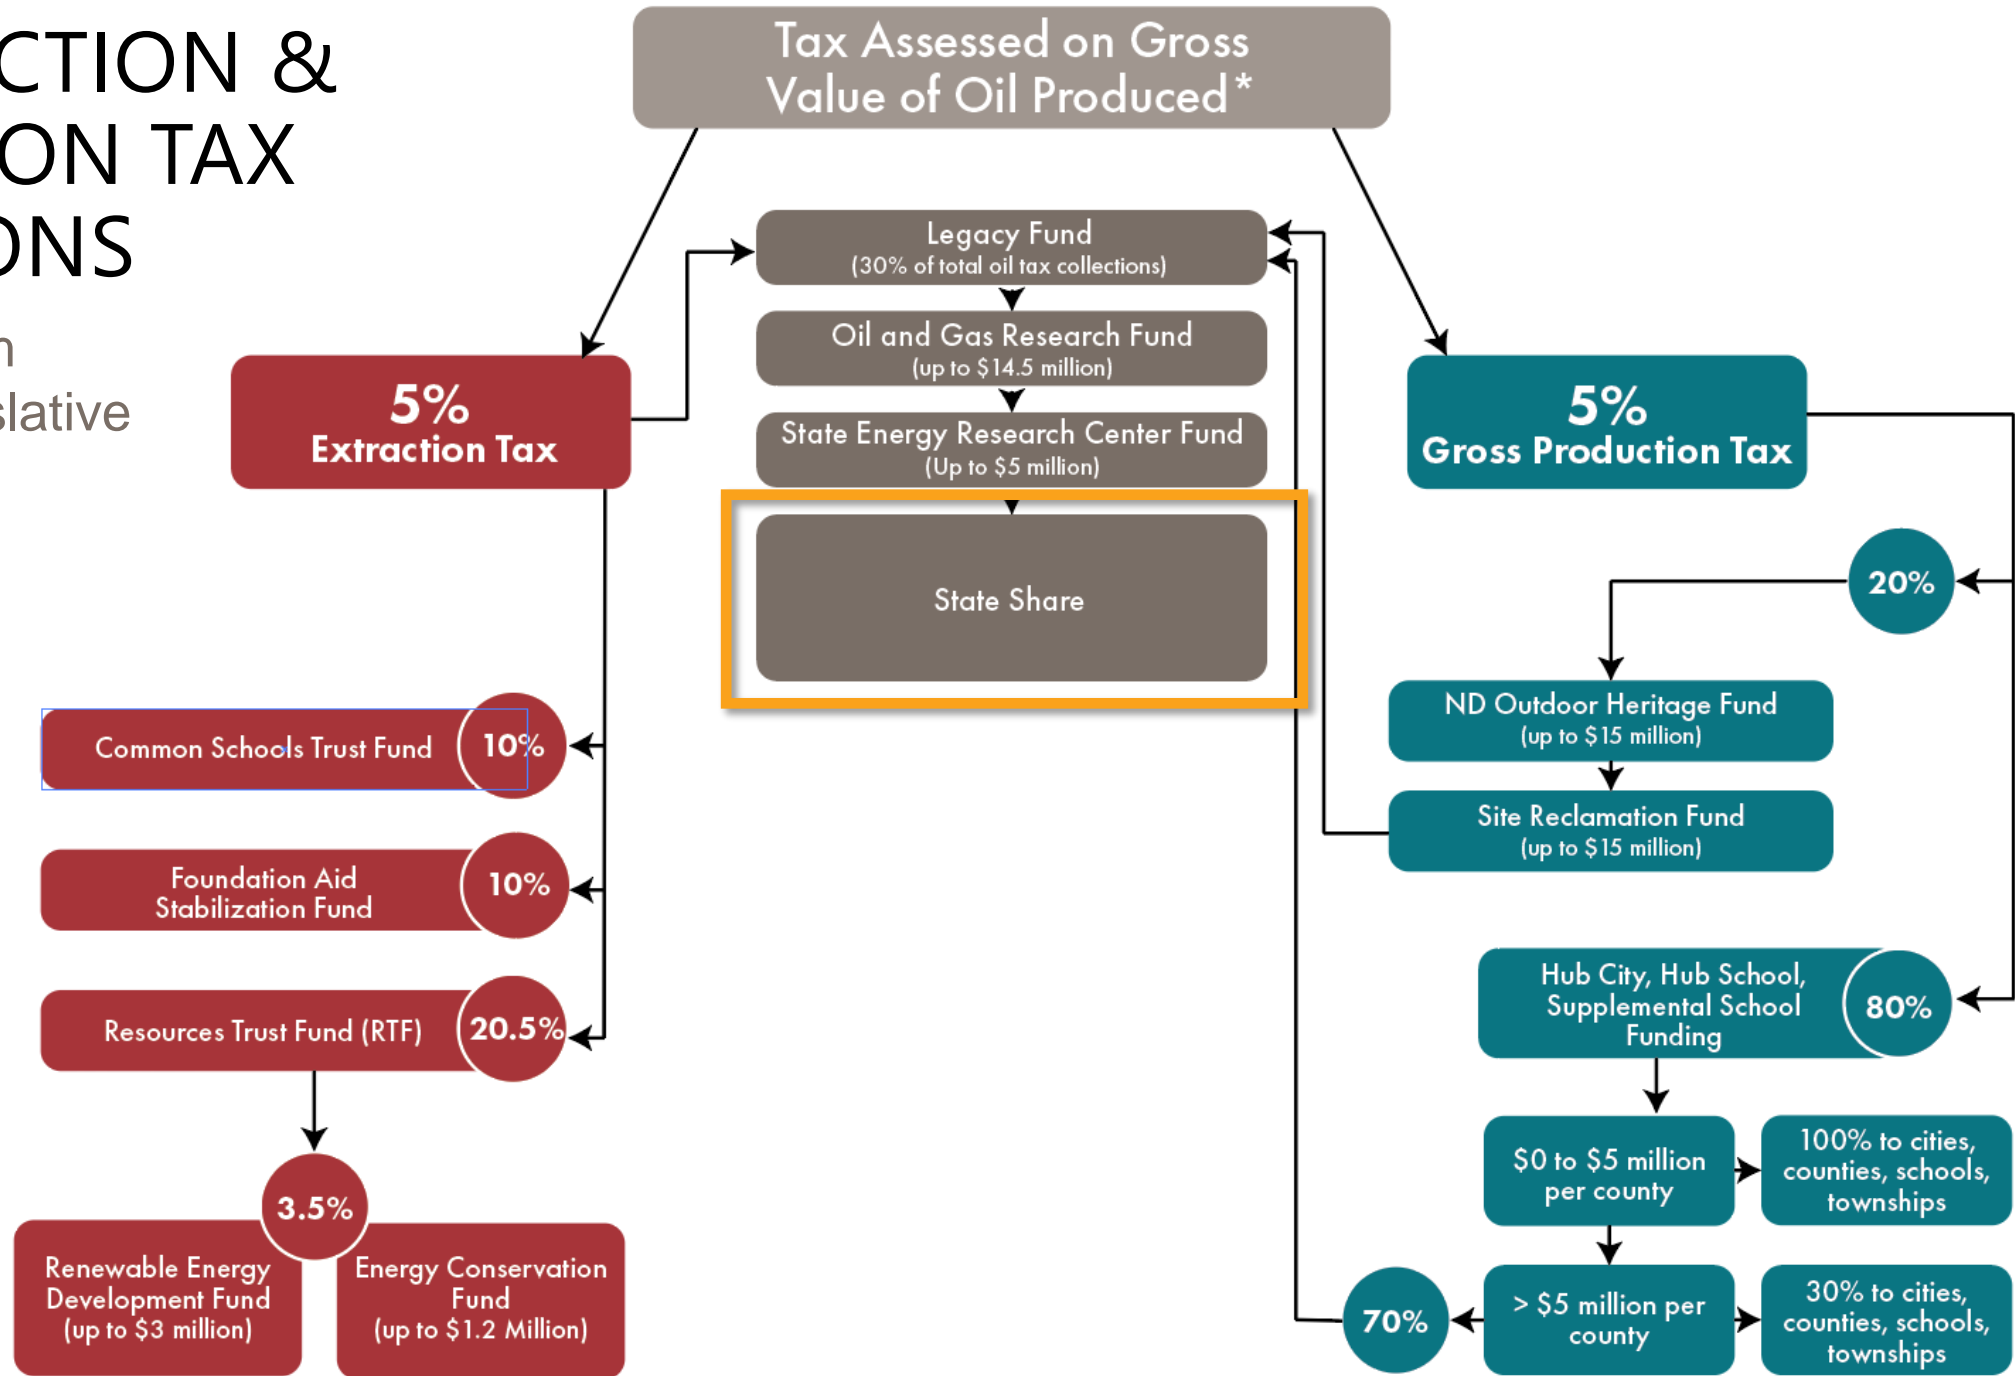 CTION &
ON TAX
ONS
slative
Tax Assessed on Gross
Value of Oil Produced*
Legacy Fund
(30% of total oil tax collections)
Oil and Gas Research Fund
(up to $14.5 million)
State Energy Research Center Fund
(Up to $5 million)
State Share
5%
Extraction Tax
Common Schools Trust Fund
10%
Foundation Aid
Stabilization Fund
10%
Resources Trust Fund (RTF)
20.5%
3.5%
Renewable Energy
Development Fund
(up to $3 million)
Energy Conservation
Fund
(up to $1.2 Million)
5%
Gross Production Tax
20%
ND Outdoor Heritage Fund
(up to $15 million)
Site Reclamation Fund
(up to $15 million)
Hub City, Hub School,
Supplemental School
Funding
80%
$0 to $5 million
per county
100% to cities,
counties, schools,
townships
70%
> $5 million per
county
30% to cities,
counties, schools,
townships